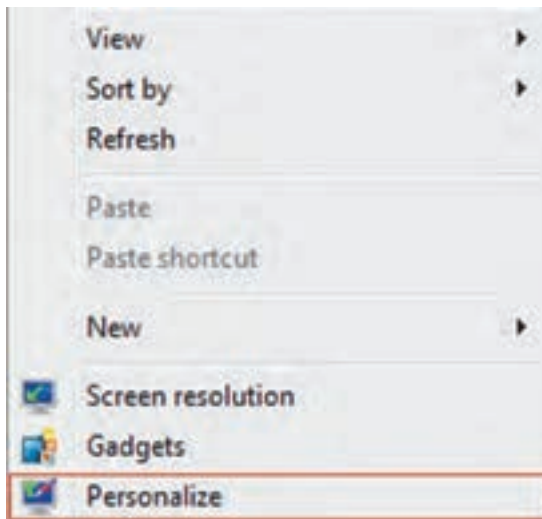 View
Sort by
Refresh
Paste
Paste shortcut
New
Screen resolution
Gadgets
Personalize